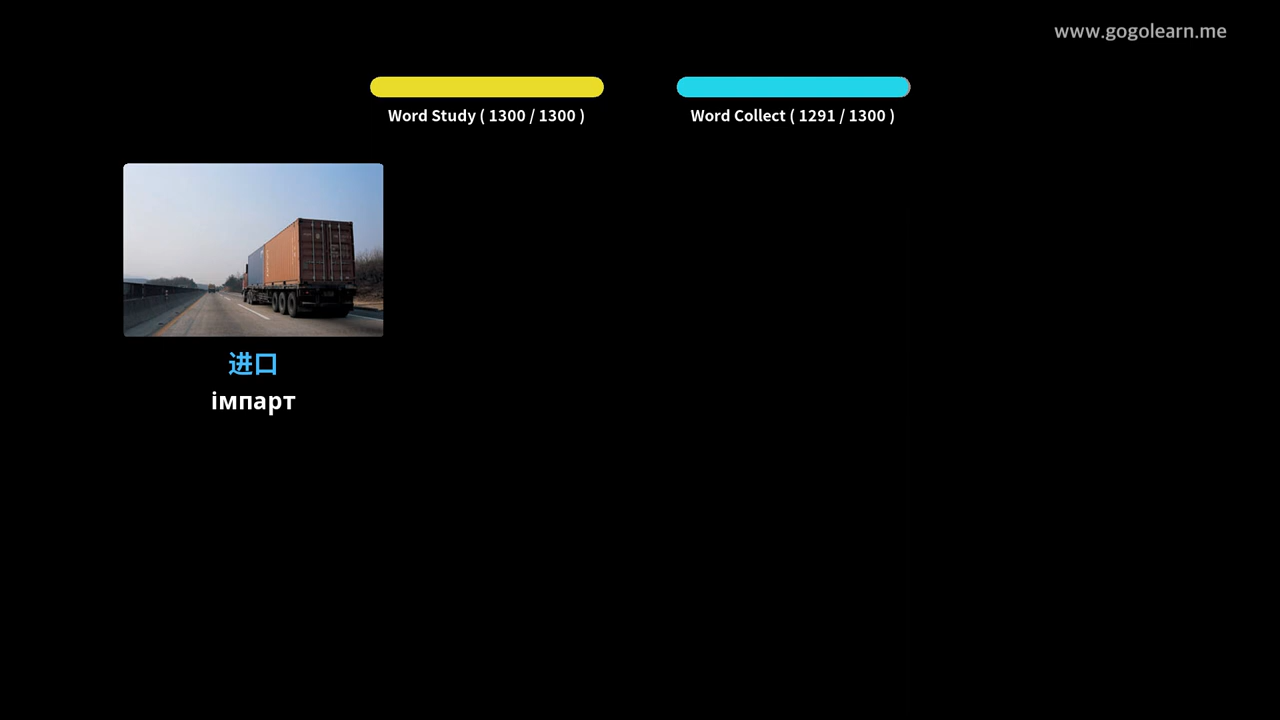 www.gogolearn.me
Word Study ( 1300 / 1300 )
Word Collect ( 1291 / 1300 )
进口
імпарт